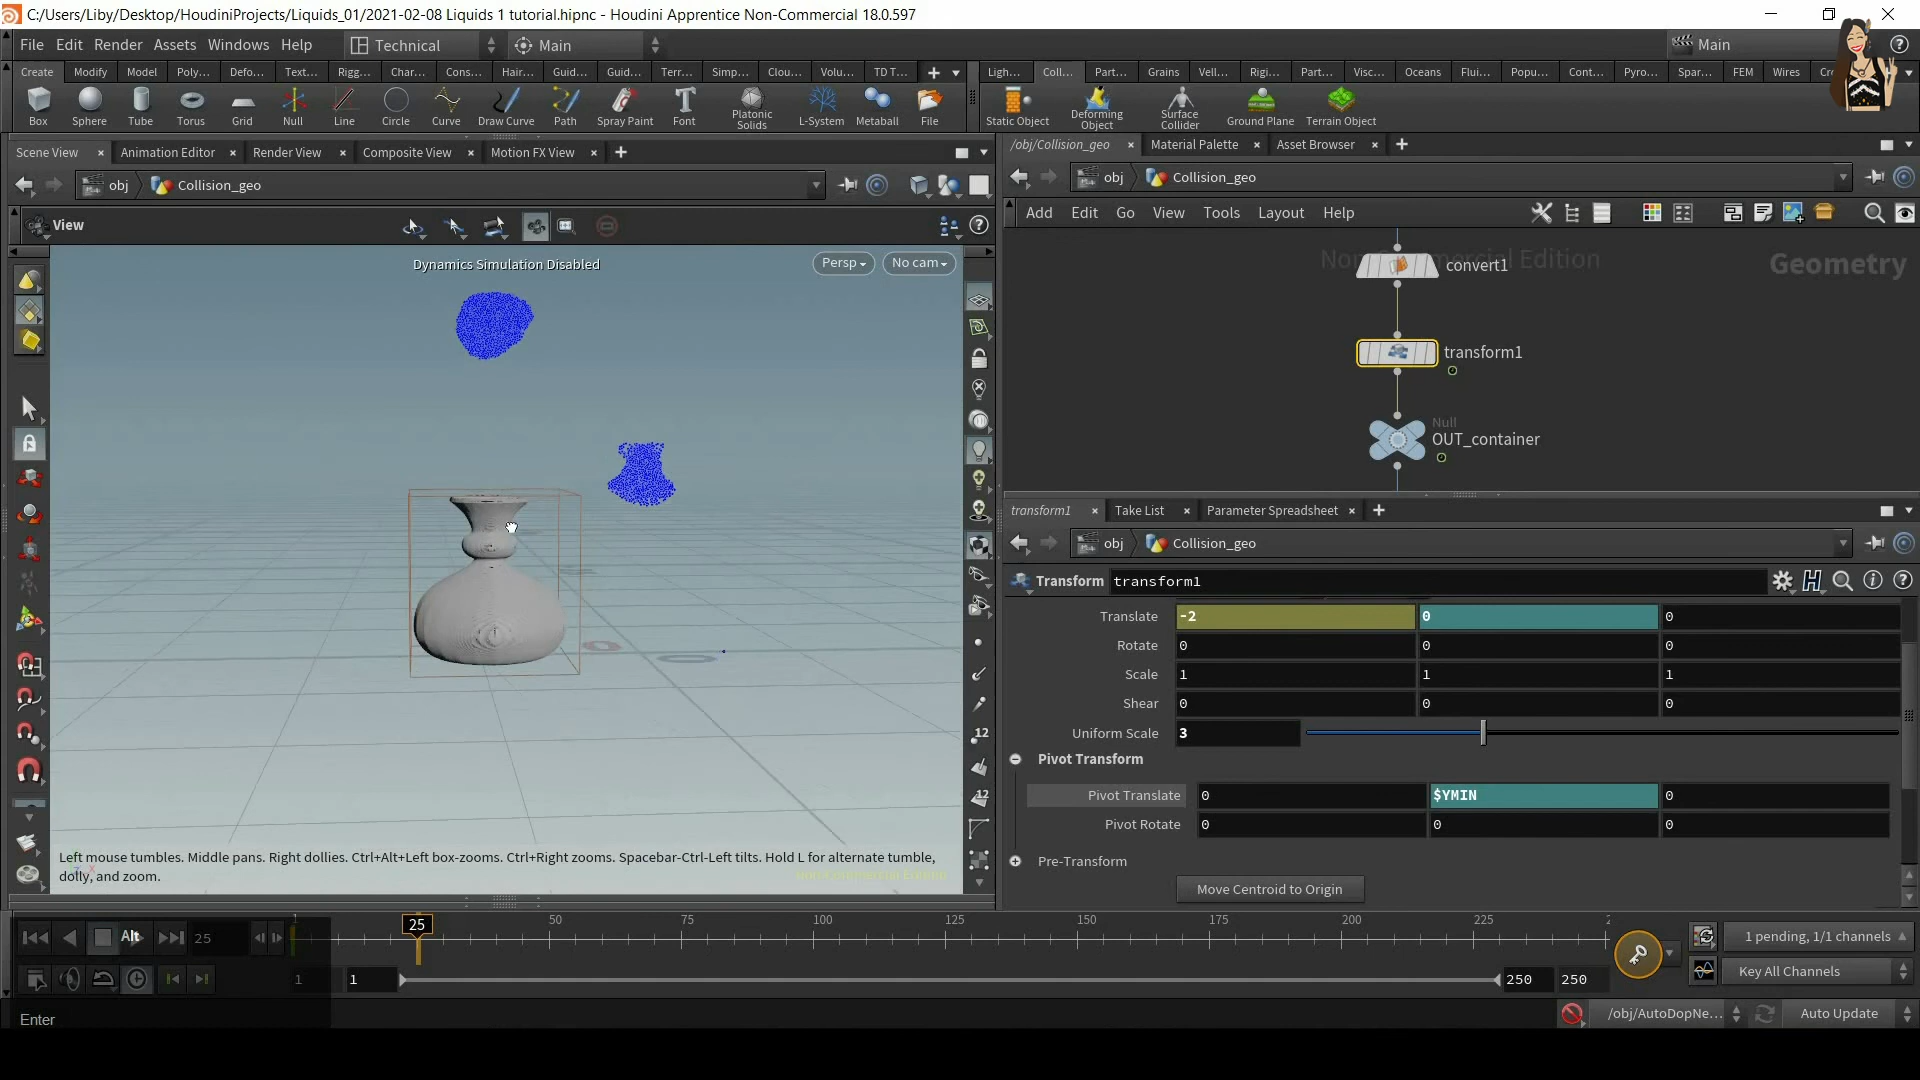 C:/Users/Liby/Desktop/HoudiniProjects/Liquids_01/2021-02-08 Liquids 1 tutorial.hipnc - Houdini Apprentice Non-Commercial 18.0.597
File Edit Render Assets Windows Help Technical Main Main
Create Modify Model Poly... Defo... Text... Rigg... Char... Cons... Hair... Guid... Guid... Terr... Simp... Clou... Volu... TD T...
Ligh... Coll... Part... Grains Vell... Rigi... Part... Visc... Oceans Flui... Popu... Cont... Pyro... Spar... FEM Wires
Box Sphere Tube Torus Grid Null Line Circle Curve Draw Curve Path Spray Paint Font Platonic Solids L-System Metaball File
Static Object Deforming Object Surface Collider Ground Plane Terrain Object
Scene View Animation Editor Render View Composite View Motion FX View
/obj/Collision_geo Material Palette Asset Browser
obj Collision_geo
obj Collision_geo
View
Add Edit Go View Tools Layout Help
Dynamics Simulation Disabled
Persp No cam
Geometry
convert1
transform1
Null
OUT_container
12
12
transform1 Take List Parameter Spreadsheet
obj Collision_geo
Transform transform1
Translate -2 0 0
Rotate 0 0 0
Scale 1 1 1
Shear 0 0 0
Uniform Scale 3
Pivot Transform
Pivot Translate 0 $YMIN 0
Pivot Rotate 0 0 0
Pre-Transform
Move Centroid to Origin
Left mouse tumbles. Middle pans. Right dollies. Ctrl+Alt+Left box-zooms. Ctrl+Right zooms. Spacebar-Ctrl-Left tilts. Hold L for alternate tumble,
dolly, and zoom.
Non-Commercial Edition
Alt 25 1 25 50 75 100 125 150 175 200 225
1 pending, 1/1 channels
1 1 250 250
Key All Channels
Enter
/obj/AutoDopNe... Auto Update